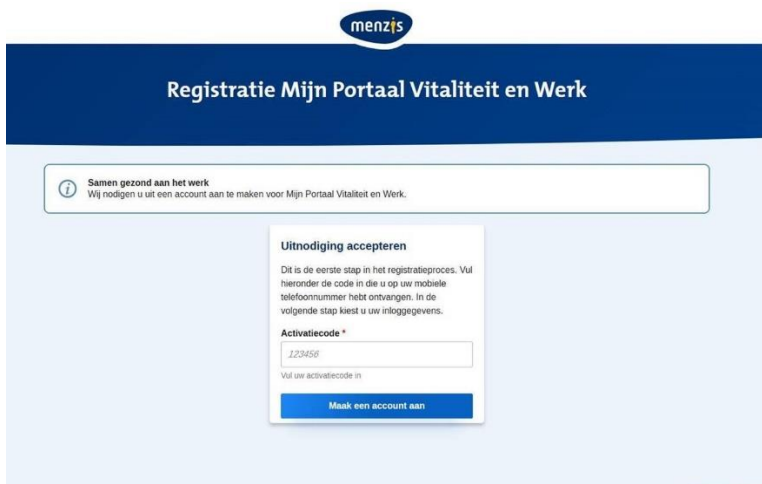 menzis
Registratie Mijn Portaal Vitaliteit en Werk
Samen gezond aan het werk
Wij nodigen u uit een account aan te maken voor Mijn Portaal Vitaliteit en Werk.
Uitnodiging accepteren
Dit is de eerste stap in het registratieproces. Vul
hieronder de code in die u op uw mobiele
telefoonnummer hebt ontvangen. In de
volgende stap kiest u uw inloggegevens.
Activatiecode *
123456
Vul uw activatiecode in
Maak een account aan